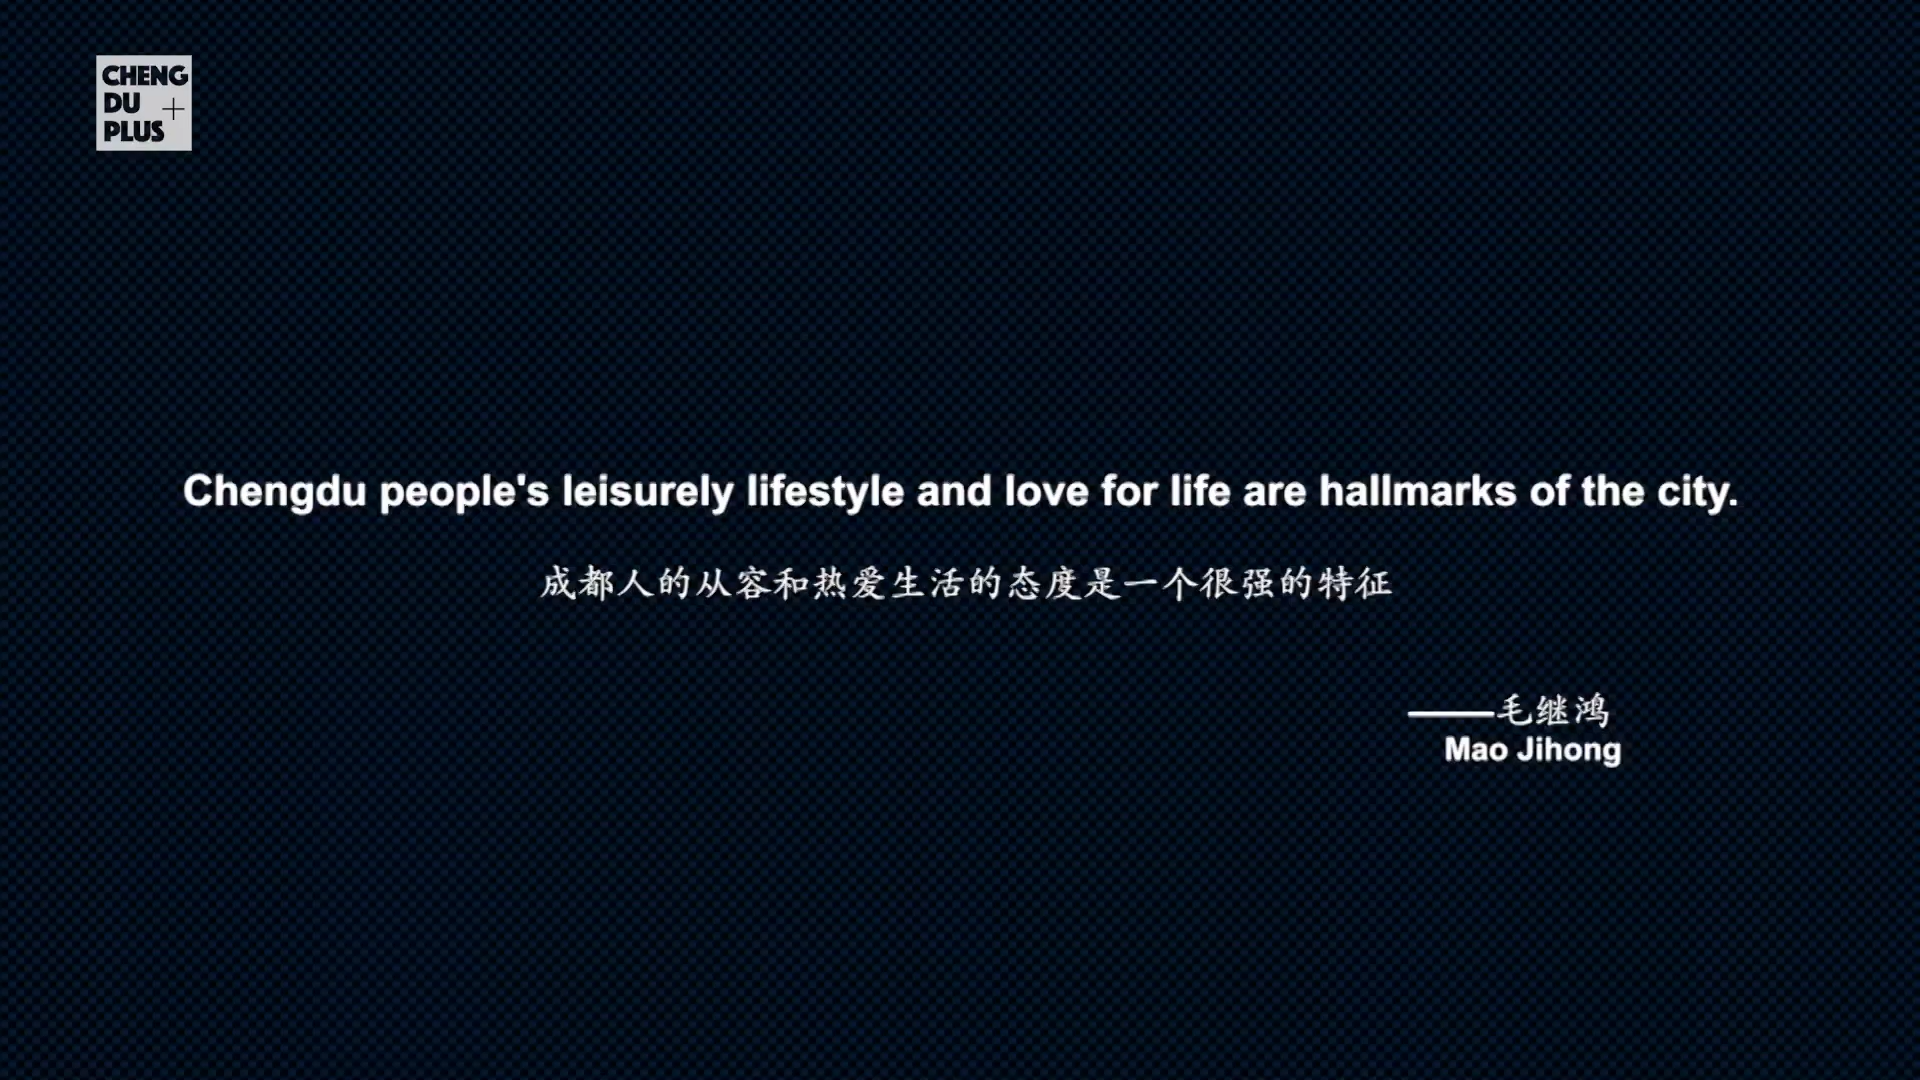 CHENG
DU +
PLUS
Chengdu people's leisurely lifestyle and love for life are hallmarks of the city.
成都人的从容和热爱生活的态度是一个很强的特征
——毛继鸿
Mao Jihong